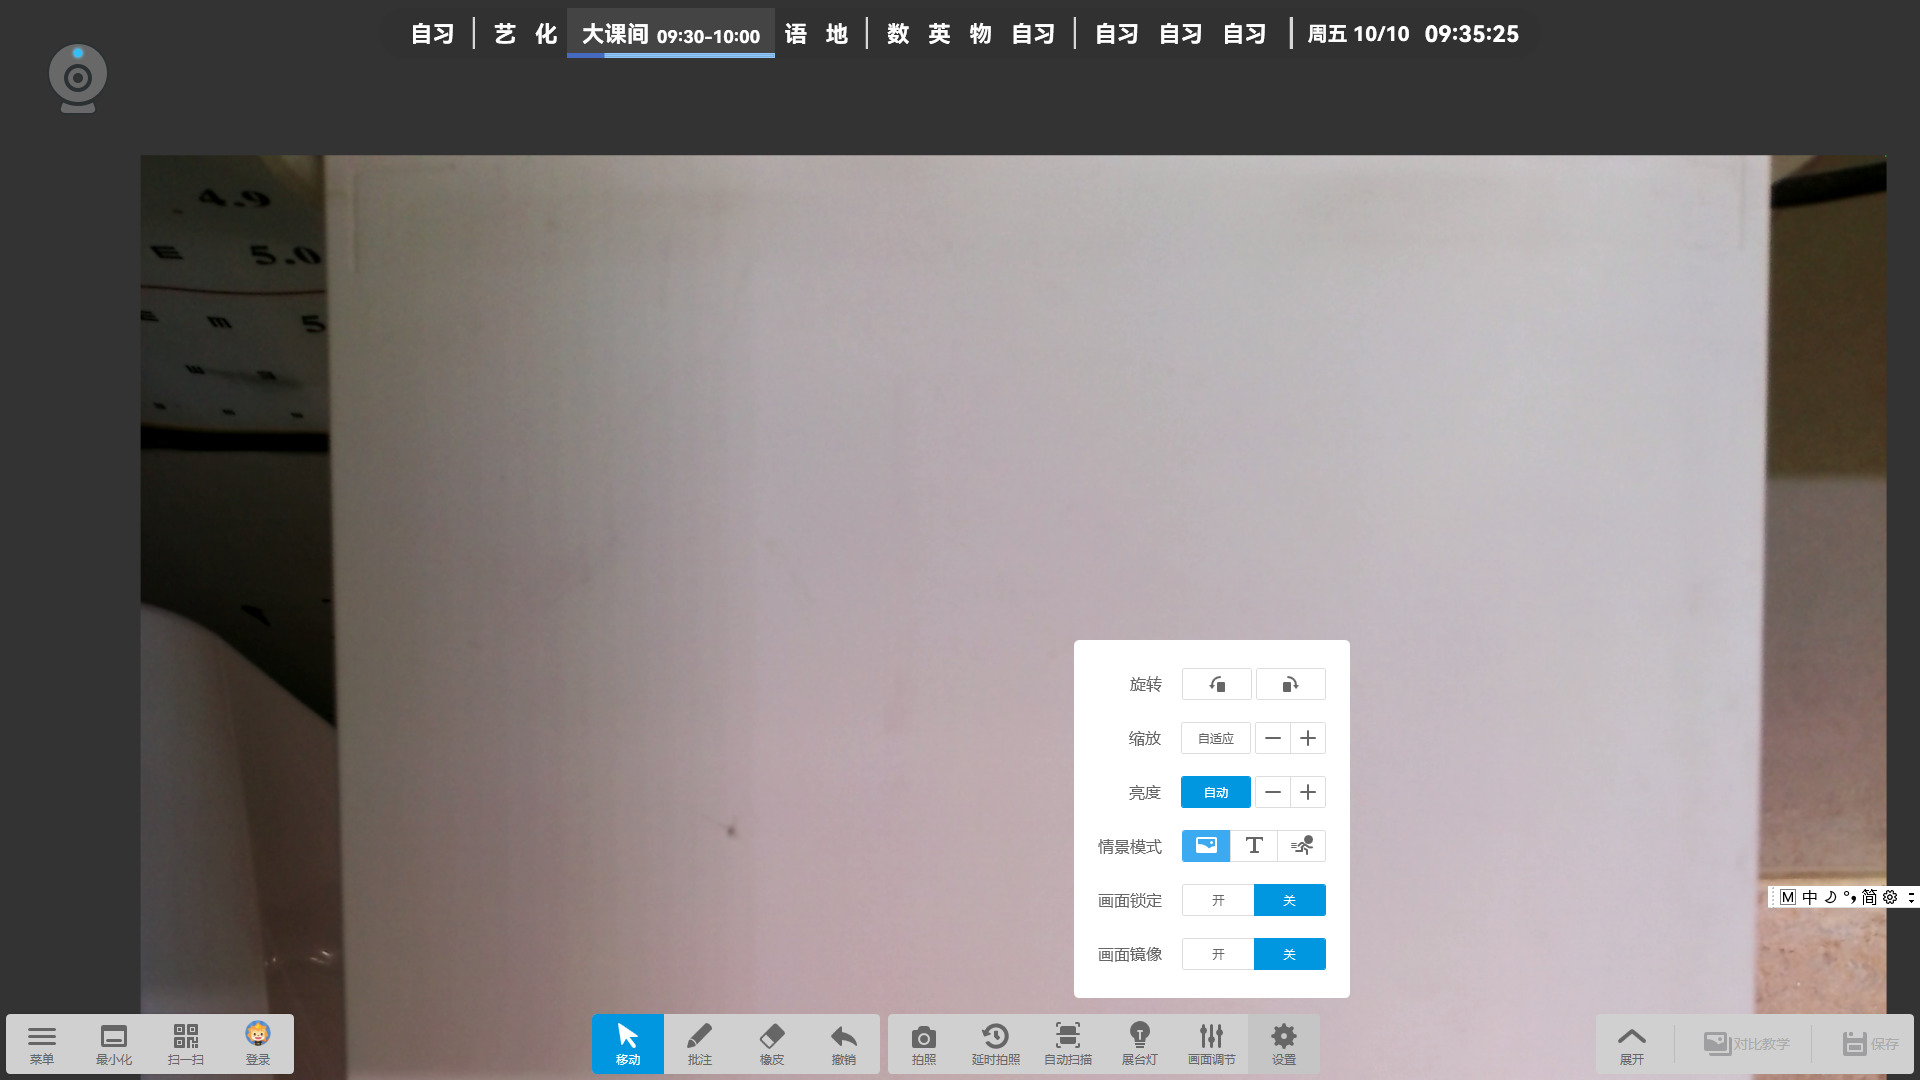 自习 艺 化 大课间 09:30-10:00 语 地 数 英 物 自习 自习 自习 自习 周五 10/10 09:35:25
4.9
E 5.0
E m 5
旋转
缩放 自适应
亮度 自动
情景模式 T
画面锁定 开 关
M 中 简
画面镜像 开 关
菜单 最小化 扫一扫 登录 移动 批注 橡皮 撤销 拍照 延时拍照 自动扫描 展台灯 画面调节 设置 展开 对比教学 保存